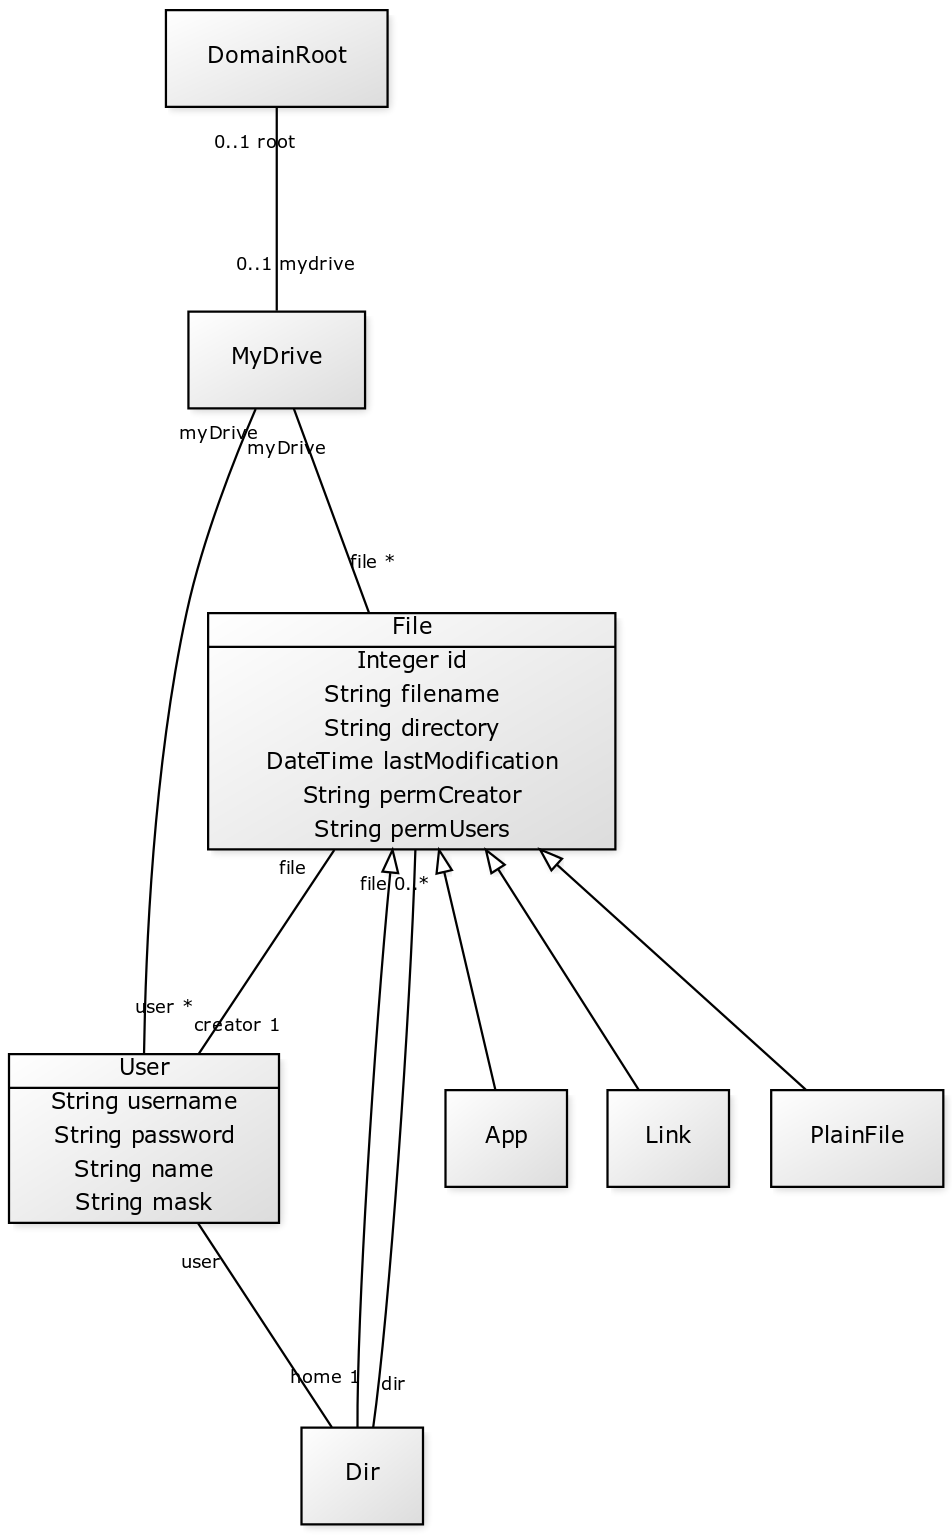 DomainRoot
0..1 root
0..1 mydrive
MyDrive
myDrive
myDrive
file *
File
Integer id
String filename
String directory
DateTime lastModification
String permCreator
String permUsers
file
file 0..*
user *
creator 1
User
String username
String password
String name
String mask
App
Link
PlainFile
user
home 1
dir
Dir